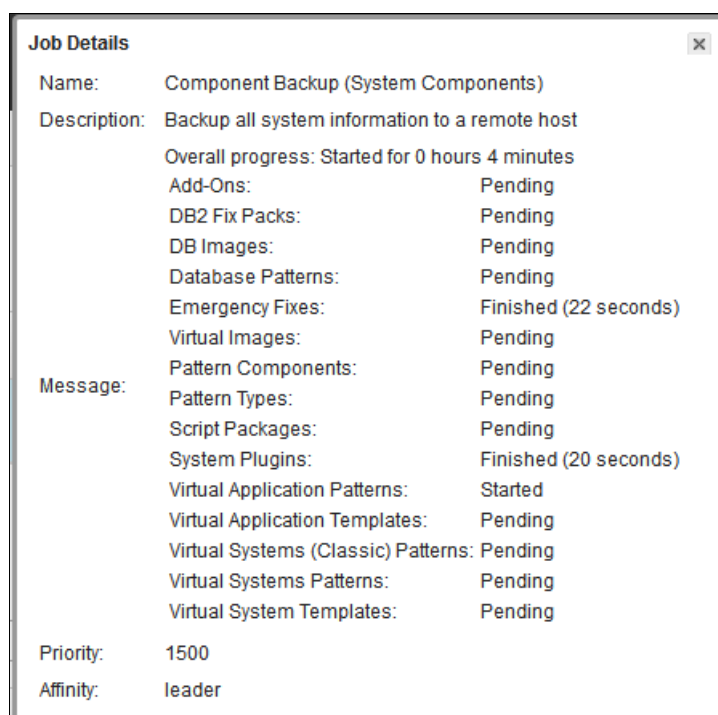 Job Details
Name: Component Backup (System Components)
Description: Backup all system information to a remote host
Overall progress: Started for 0 hours 4 minutes
Add-Ons: Pending
DB2 Fix Packs: Pending
DB Images: Pending
Database Patterns: Pending
Emergency Fixes: Finished (22 seconds)
Virtual Images: Pending
Pattern Components: Pending
Message:
Pattern Types: Pending
Script Packages: Pending
System Plugins: Finished (20 seconds)
Virtual Application Patterns: Started
Virtual Application Templates: Pending
Virtual Systems (Classic) Patterns: Pending
Virtual Systems Patterns: Pending
Virtual System Templates: Pending
Priority: 1500
Affinity: leader